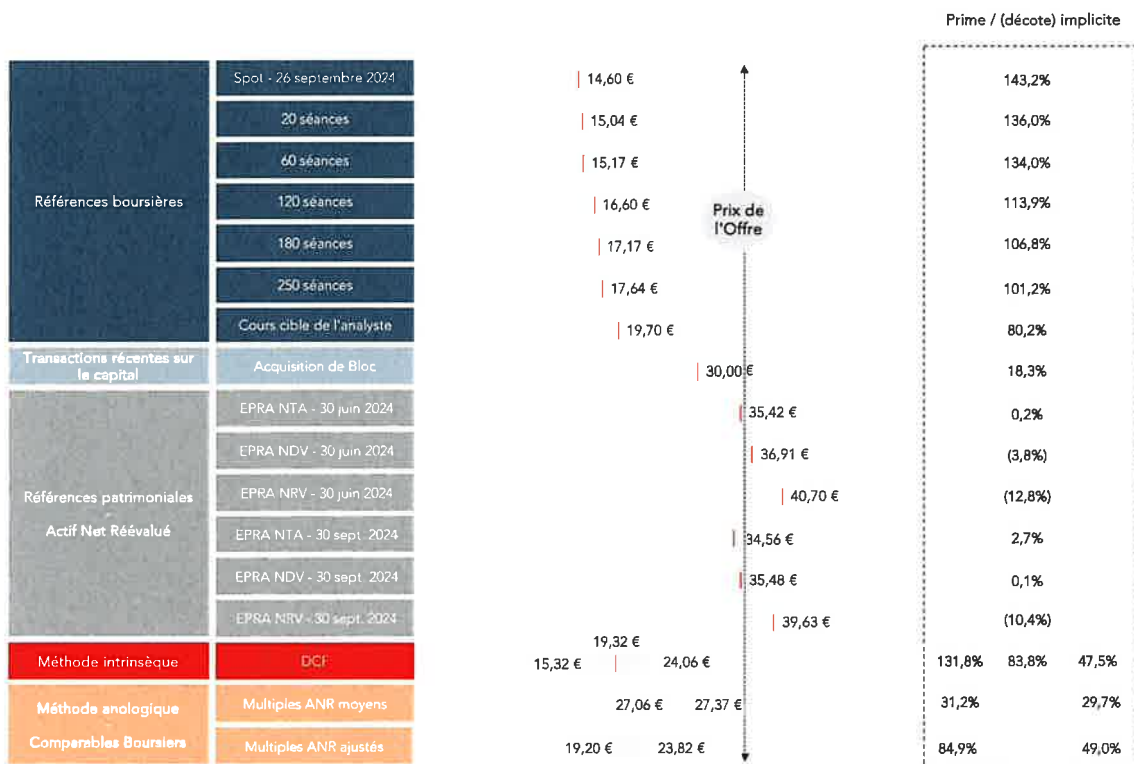 Prime / (décote) implicite
Références boursières
Spot - 26 septembre 2024 14,60 € 143,2%
20 séances 15,04 € 136,0%
60 séances 15,17 € 134,0%
120 séances 16,60 € 113,9%
Prix de
l'Offre
180 séances 17,17 € 106,8%
250 séances 17,64 € 101,2%
Cours cible de l'analyste 19,70 € 80,2%
Transactions récentes sur
le capital
Acquisition de Bloc 30,00 € 18,3%
Références patrimoniales
Actif Net Réévalué
EPRA NTA - 30 juin 2024 35,42 € 0,2%
EPRA NDV - 30 juin 2024 36,91 € (3,8%)
EPRA NRV - 30 juin 2024 40,70 € (12,8%)
EPRA NTA - 30 sept. 2024 34,56 € 2,7%
EPRA NDV - 30 sept. 2024 35,48 € 0,1%
EPRA NRV - 30 sept. 2024 39,63 € (10,4%)
Méthode intrinsèque
DCF 15,32 € 19,32 € 24,06 € 131,8% 83,8% 47,5%
Méthode anologique
Comparables Boursiers
Multiples ANR moyens 27,06 € 27,37 € 31,2% 29,7%
Multiples ANR ajustés 19,20 € 23,82 € 84,9% 49,0%